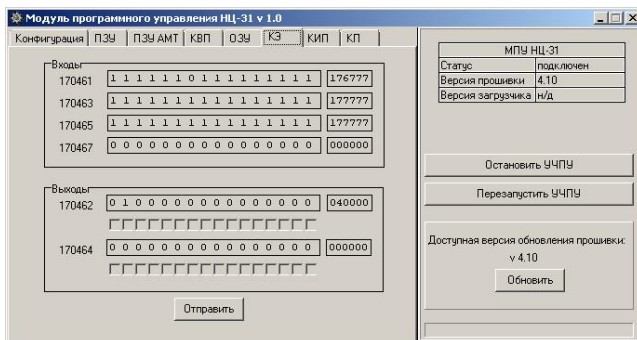 Модуль программного управления НЦ-31 v 1.0
Конфигурация ПЗУ ПЗУ АМТ КВП ОЗУ КЭ КИП КП
Входы
170461 1 1 1 1 1 1 0 1 1 1 1 1 1 1 1 1 176777
170463 1 1 1 1 1 1 1 1 1 1 1 1 1 1 1 1 177777
170465 1 1 1 1 1 1 1 1 1 1 1 1 1 1 1 1 177777
170467 0 0 0 0 0 0 0 0 0 0 0 0 0 0 0 0 000000
Выходы
170462 0 1 0 0 0 0 0 0 0 0 0 0 0 0 0 0 040000
170464 0 0 0 0 0 0 0 0 0 0 0 0 0 0 0 0 000000
Отправить
МПУ НЦ-31
Статус подключен
Версия прошивки 4.10
Версия загрузчика н/д
Остановить УЧПУ
Перезапустить УЧПУ
Доступная версия обновления прошивки:
v 4.10
Обновить